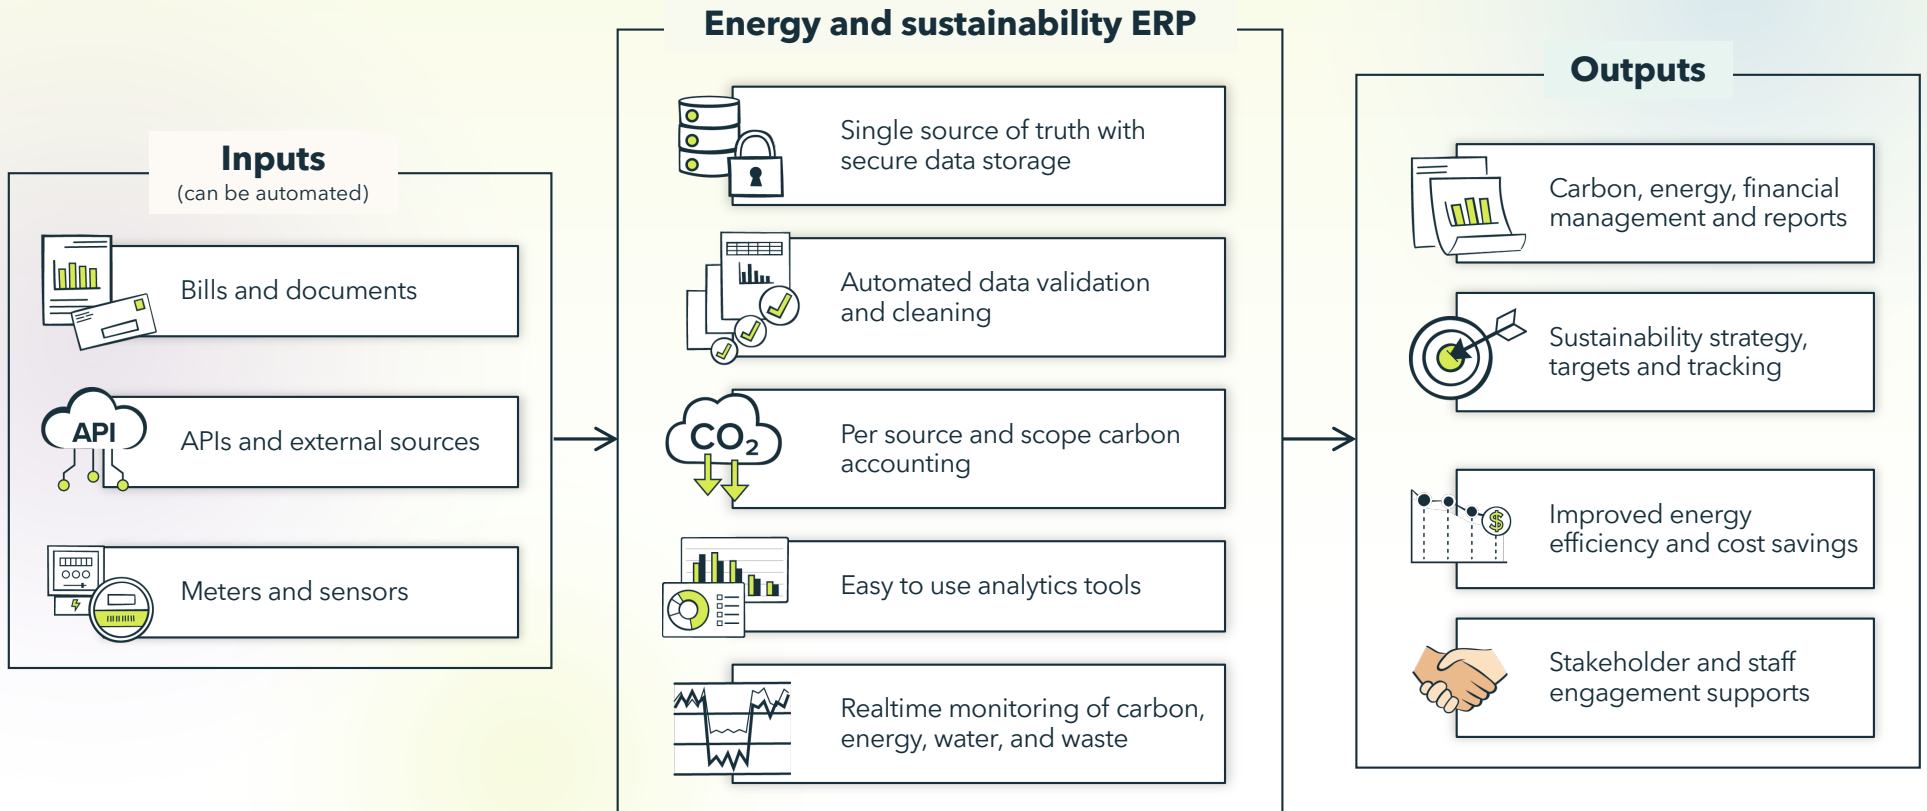 Inputs
(can be automated)
Bills and documents
API
APIs and external sources
Meters and sensors
Energy and sustainability ERP
Single source of truth with
secure data storage
Automated data validation
and cleaning
CO₂
Per source and scope carbon
accounting
Easy to use analytics tools
Realtime monitoring of carbon,
energy, water, and waste
Outputs
Carbon, energy, financial
management and reports
Sustainability strategy,
targets and tracking
$
Improved energy
efficiency and cost savings
Stakeholder and staff
engagement supports